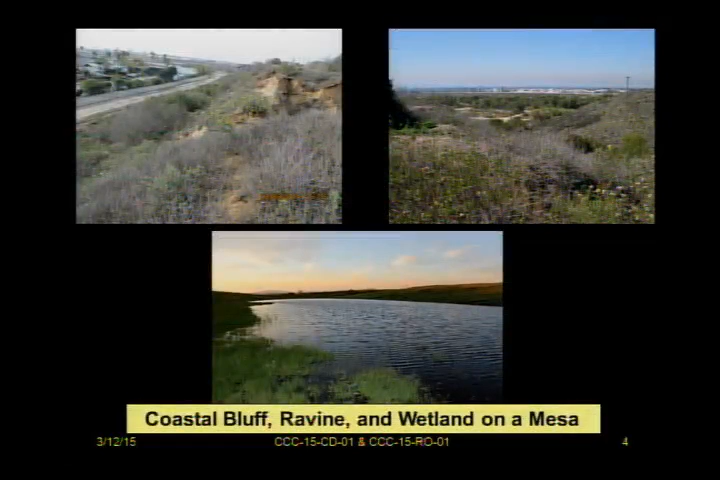 Coastal Bluff, Ravine, and Wetland on a Mesa
3/12/15
CCC-15-CD-01 & CCC-15-RO-01
4